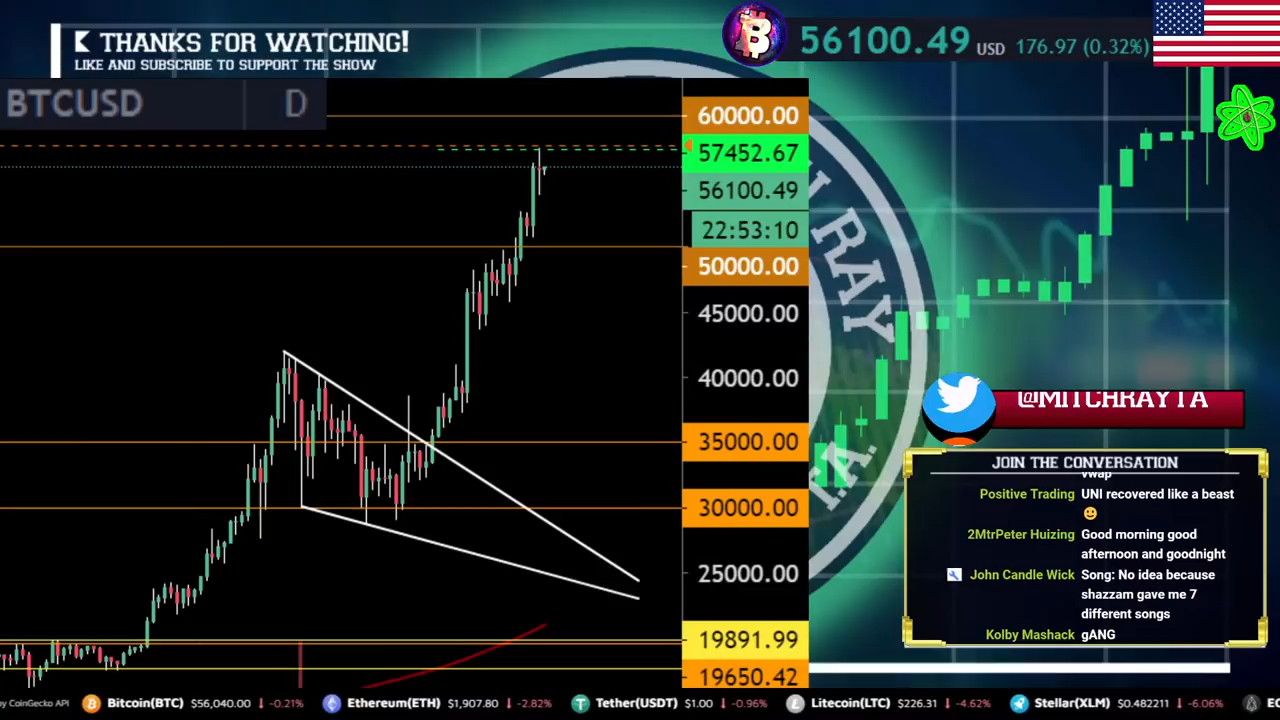 THANKS FOR WATCHING!
LIKE AND SUBSCRIBE TO SUPPORT THE SHOW
56100.49 USD 176.97 (0.32%)
BTCUSD D
60000.00
57452.67
56100.49
22:53:10
50000.00
45000.00
40000.00
35000.00
30000.00
25000.00
19891.99
19650.42
RAY
T.A.
@MITCHRAYTA
JOIN THE CONVERSATION
vwap
Positive Trading UNI recovered like a beast
2MtrPeter Huizing Good morning good
afternoon and goodnight
John Candle Wick Song: No idea because
shazzam gave me 7
different songs
Kolby Mashack gANG
by CoinGecko API Bitcoin(BTC) $56,040.00 ↓ -0.21% Ethereum(ETH) $1,907.80 ↓ -2.82% Tether(USDT) $1.00 ↓ -0.96% Litecoin(LTC) $226.31 ↓ -4.62% Stellar(XLM) $0.482211 ↓ -6.06%